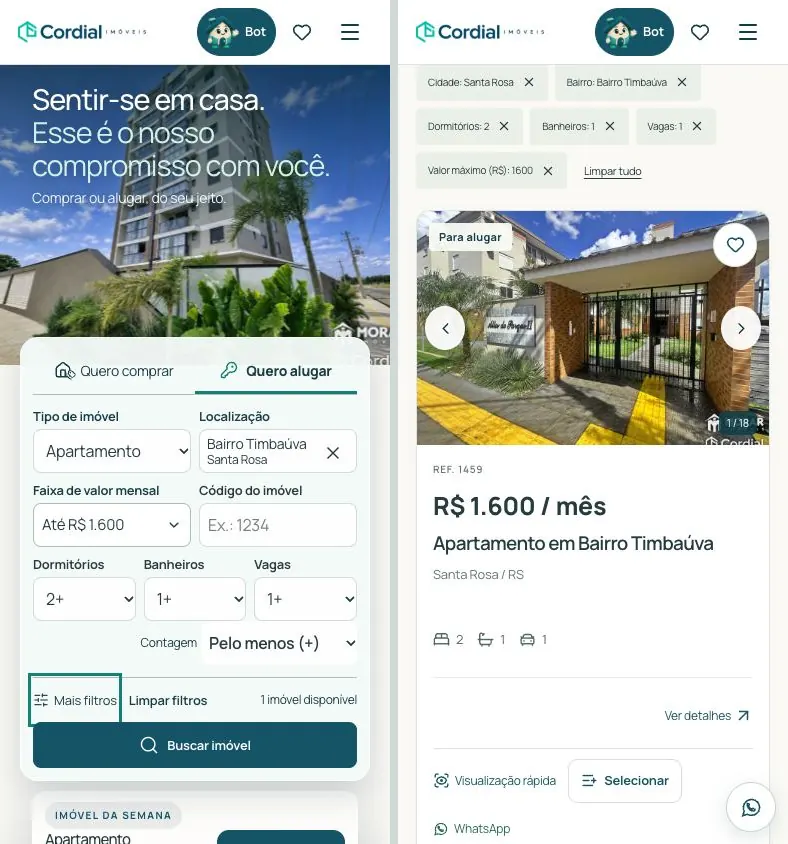 Cordial IMÓVEIS
Bot
Sentir-se em casa.
Esse é o nosso
compromisso com você.
Comprar ou alugar, do seu jeito.
Quero comprar
Quero alugar
Tipo de imóvel
Localização
Apartamento
Bairro Timbaúva
Santa Rosa
Faixa de valor mensal
Código do imóvel
Até R$ 1.600
Ex.: 1234
Dormitórios
Banheiros
Vagas
2+
1+
1+
Contagem
Pelo menos (+)
Mais filtros
Limpar filtros
1 imóvel disponível
Buscar imóvel
IMÓVEL DA SEMANA
Apartamento
Cordial IMÓVEIS
Bot
Cidade: Santa Rosa
Bairro: Bairro Timbaúva
Dormitórios: 2
Banheiros: 1
Vagas: 1
Valor máximo (R$): 1600
Limpar tudo
Para alugar
1 / 18
Cordial
REF. 1459
R$ 1.600 / mês
Apartamento em Bairro Timbaúva
Santa Rosa / RS
2
1
1
Ver detalhes
Visualização rápida
Selecionar
WhatsApp